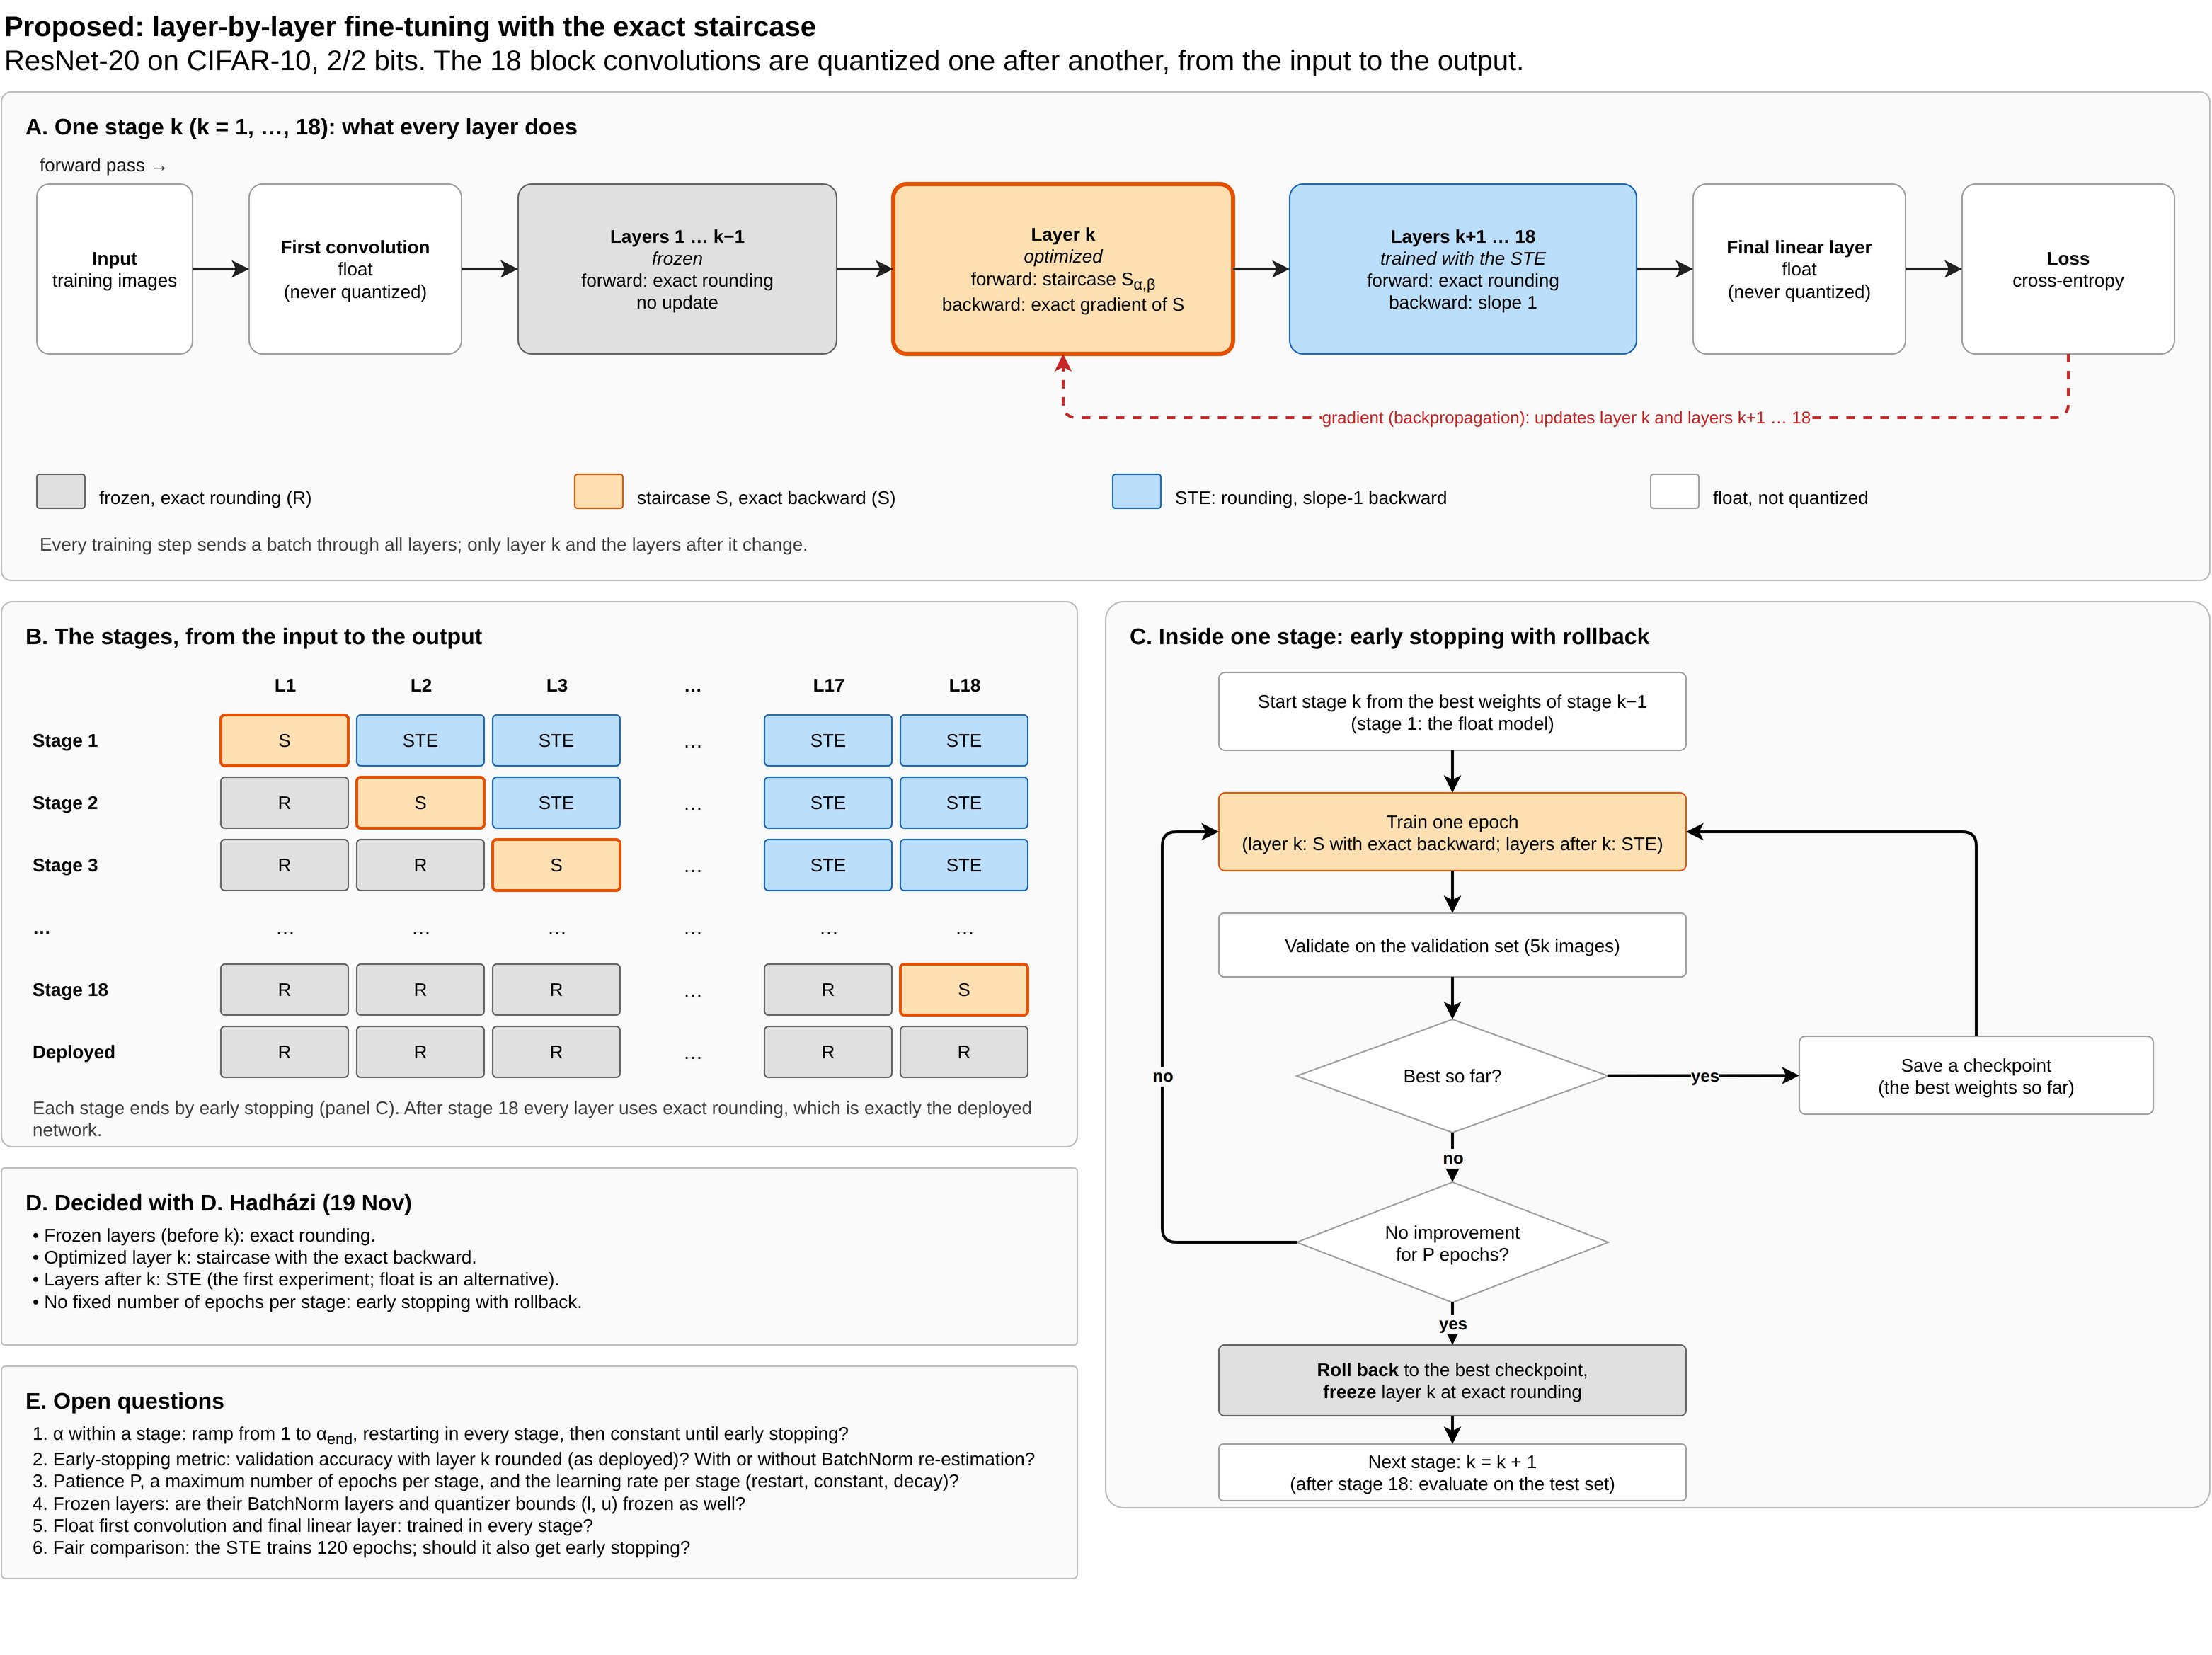 Proposed: layer-by-layer fine-tuning with the exact staircase
ResNet-20 on CIFAR-10, 2/2 bits. The 18 block convolutions are quantized one after another, from the input to the output.
A. One stage k (k = 1, …, 18): what every layer does
forward pass →
Input
training images
First convolution
float
(never quantized)
Layers 1 … k−1
frozen
forward: exact rounding
no update
Layer k
optimized
forward: staircase Sα,β
backward: exact gradient of S
Layers k+1 … 18
trained with the STE
forward: exact rounding
backward: slope 1
Final linear layer
float
(never quantized)
Loss
cross-entropy
gradient (backpropagation): updates layer k and layers k+1 … 18
frozen, exact rounding (R)
staircase S, exact backward (S)
STE: rounding, slope-1 backward
float, not quantized
Every training step sends a batch through all layers; only layer k and the layers after it change.
B. The stages, from the input to the output
L1 L2 L3 … L17 L18
Stage 1 S STE STE … STE STE
Stage 2 R S STE … STE STE
Stage 3 R R S … STE STE
… … … … … … …
Stage 18 R R R … R S
Deployed R R R … R R
Each stage ends by early stopping (panel C). After stage 18 every layer uses exact rounding, which is exactly the deployed
network.
C. Inside one stage: early stopping with rollback
Start stage k from the best weights of stage k−1
(stage 1: the float model)
Train one epoch
(layer k: S with exact backward; layers after k: STE)
Validate on the validation set (5k images)
Best so far?
yes
Save a checkpoint
(the best weights so far)
no
no
No improvement
for P epochs?
yes
Roll back to the best checkpoint,
freeze layer k at exact rounding
Next stage: k = k + 1
(after stage 18: evaluate on the test set)
D. Decided with D. Hadházi (19 Nov)
• Frozen layers (before k): exact rounding.
• Optimized layer k: staircase with the exact backward.
• Layers after k: STE (the first experiment; float is an alternative).
• No fixed number of epochs per stage: early stopping with rollback.
E. Open questions
1. α within a stage: ramp from 1 to αend, restarting in every stage, then constant until early stopping?
2. Early-stopping metric: validation accuracy with layer k rounded (as deployed)? With or without BatchNorm re-estimation?
3. Patience P, a maximum number of epochs per stage, and the learning rate per stage (restart, constant, decay)?
4. Frozen layers: are their BatchNorm layers and quantizer bounds (l, u) frozen as well?
5. Float first convolution and final linear layer: trained in every stage?
6. Fair comparison: the STE trains 120 epochs; should it also get early stopping?